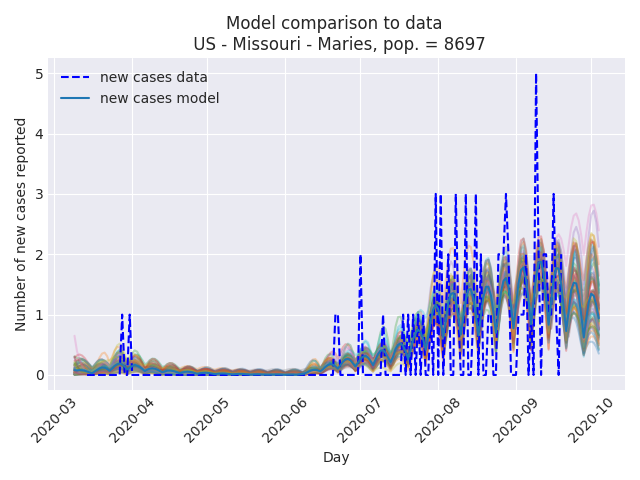 Model comparison to data
US - Missouri - Maries, pop. = 8697
new cases data
new cases model
Number of new cases reported
5
4
3
2
1
0
2020-03
2020-04
2020-05
2020-06
2020-07
2020-08
2020-09
2020-10
Day